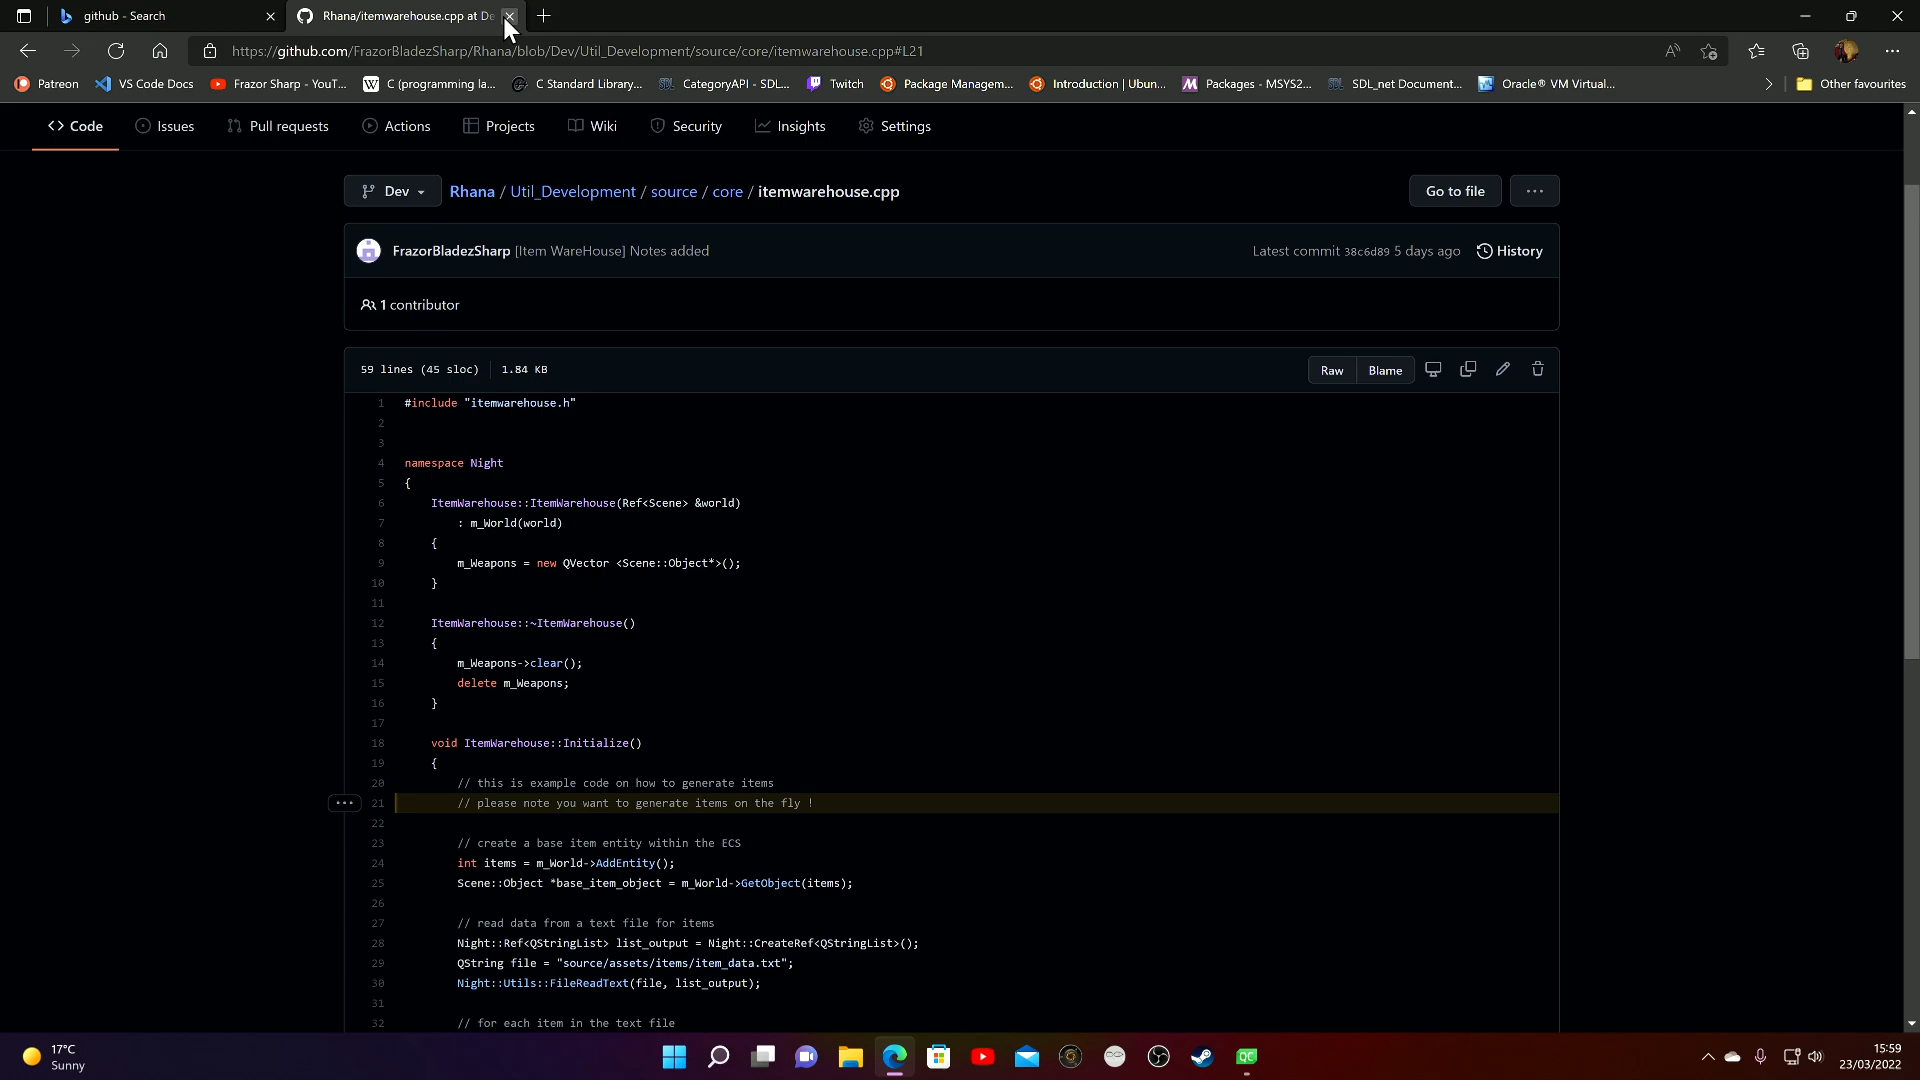 github - Search
Rhana/itemwarehouse.cpp at De
https://github.com/FrazorBladezSharp/Rhana/blob/Dev/Util_Development/source/core/itemwarehouse.cpp#L21
Patreon VS Code Docs Frazor Sharp - YouT... C (programming la... C Standard Library... CategoryAPI - SDL... Twitch Package Managem... Introduction | Ubun... Packages - MSYS2... SDL_net Document... Oracle® VM Virtual... Other favourites
Code Issues Pull requests Actions Projects Wiki Security Insights Settings
Dev Rhana / Util_Development / source / core / itemwarehouse.cpp Go to file ...
FrazorBladezSharp [Item WareHouse] Notes added Latest commit 38c6d89 5 days ago History
1 contributor
59 lines (45 sloc) 1.84 KB Raw Blame
1 #include "itemwarehouse.h"
2
3
4 namespace Night
5 {
6 ItemWarehouse::ItemWarehouse(Ref<Scene> &world)
7 : m_World(world)
8 {
9 m_Weapons = new QVector <Scene::Object*>();
10 }
11
12 ItemWarehouse::~ItemWarehouse()
13 {
14 m_Weapons->clear();
15 delete m_Weapons;
16 }
17
18 void ItemWarehouse::Initialize()
19 {
20 // this is example code on how to generate items
21 // please note you want to generate items on the fly !
22
23 // create a base item entity within the ECS
24 int items = m_World->AddEntity();
25 Scene::Object *base_item_object = m_World->GetObject(items);
26
27 // read data from a text file for items
28 Night::Ref<QStringList> list_output = Night::CreateRef<QStringList>();
29 QString file = "source/assets/items/item_data.txt";
30 Night::Utils::FileReadText(file, list_output);
31
32 // for each item in the text file
17°C
Sunny
QC
15:59
23/03/2022